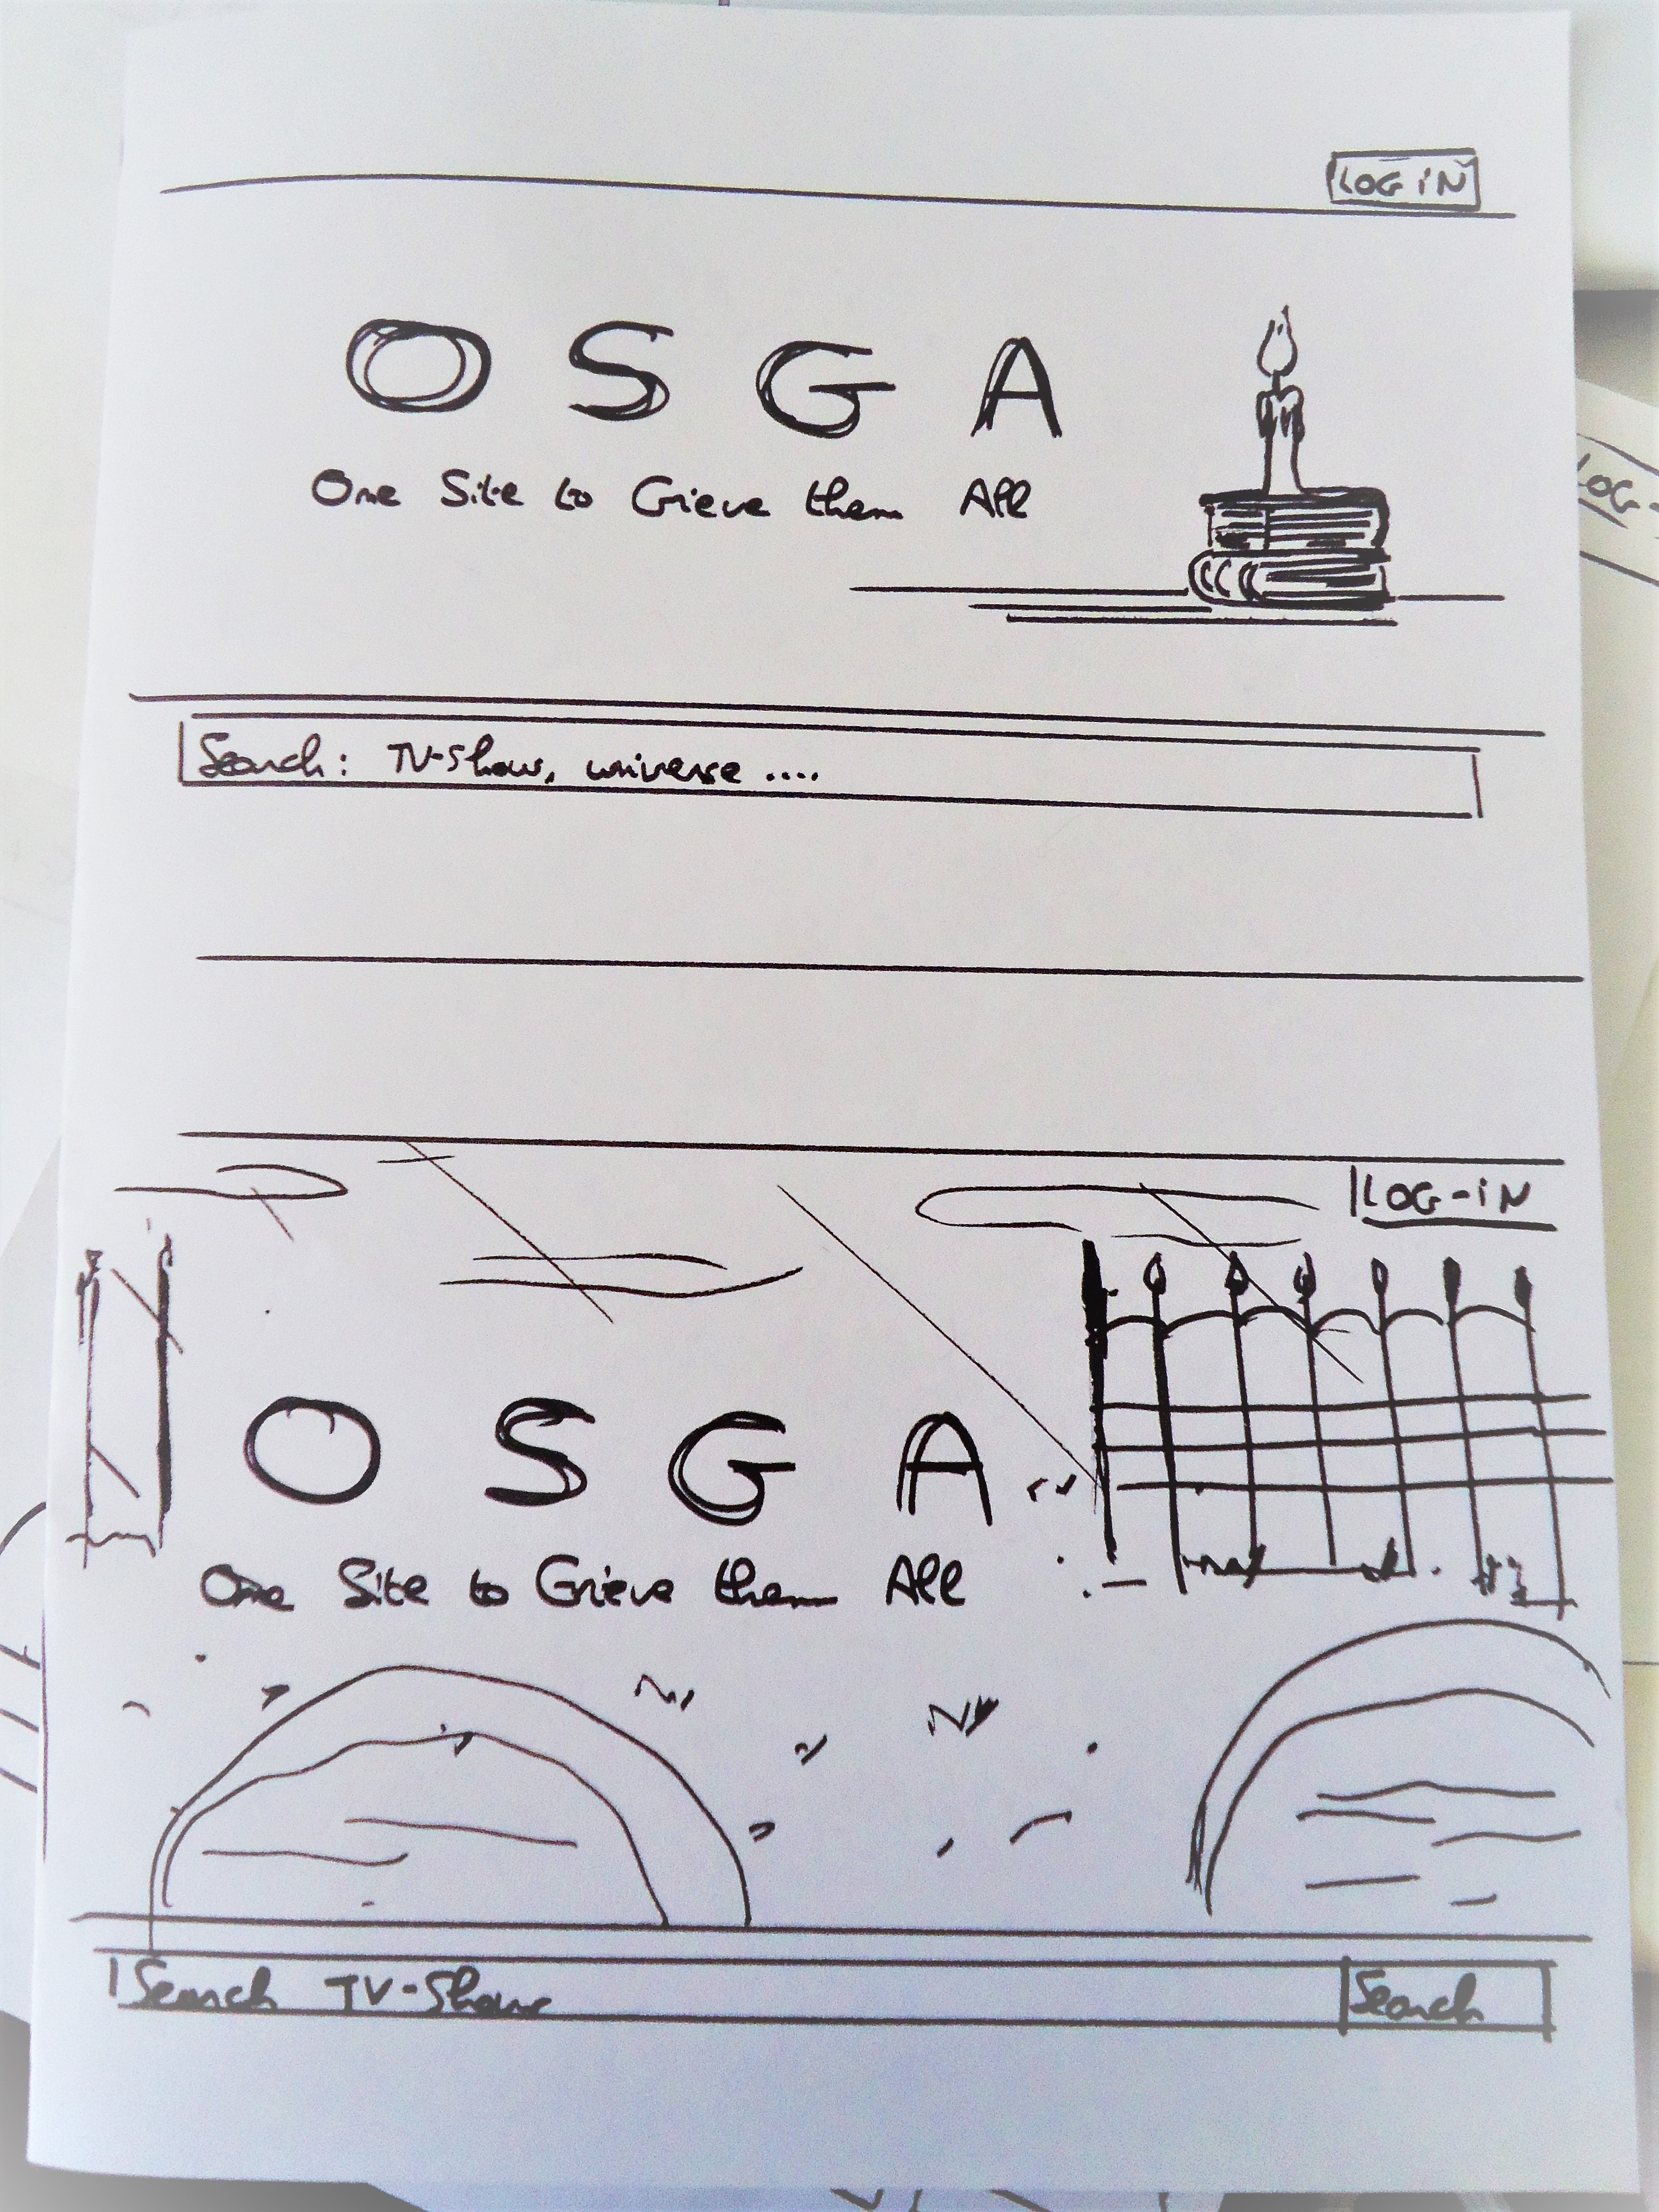 LOG iN
OSGA
One Site to Grieve them All
Search: TV-Show, universe ....
LOG-iN
OSGA
One Site to Grieve them All
Search TV-Show
Search
LOG-